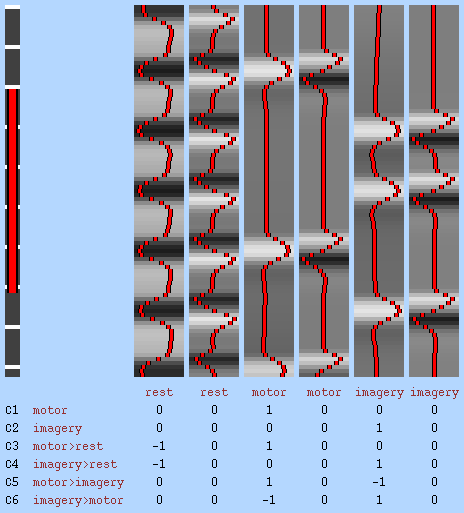 rest rest motor motor imagery imagery
C1 motor 0 0 1 0 0 0
C2 imagery 0 0 0 0 1 0
C3 motor>rest -1 0 1 0 0 0
C4 imagery>rest -1 0 0 0 1 0
C5 motor>imagery 0 0 1 0 -1 0
C6 imagery>motor 0 0 -1 0 1 0